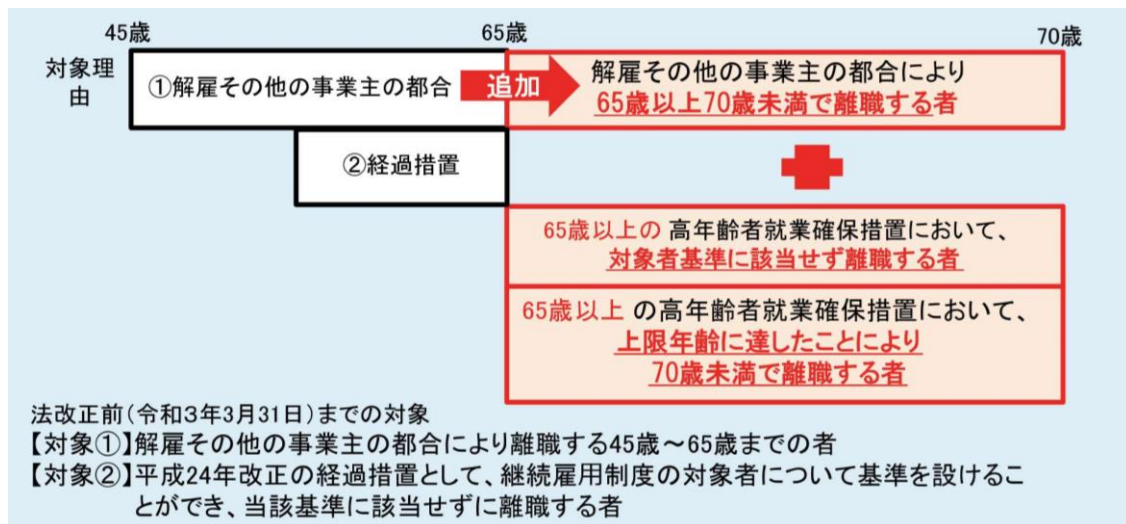 45歳
65歳
70歳
対象理
由
①解雇その他の事業主の都合
追加
解雇その他の事業主の都合により
65歳以上70歳未満で離職する者
②経過措置
65歳以上の 高年齢者就業確保措置において、
対象者基準に該当せず離職する者
65歳以上 の高年齢者就業確保措置において、
上限年齢に達したことにより
70歳未満で離職する者
法改正前(令和3年3月31日)までの対象
【対象①】解雇その他の事業主の都合により離職する45歳～65歳までの者
【対象②】平成24年改正の経過措置として、継続雇用制度の対象者について基準を設けるこ
とができ、当該基準に該当せずに離職する者